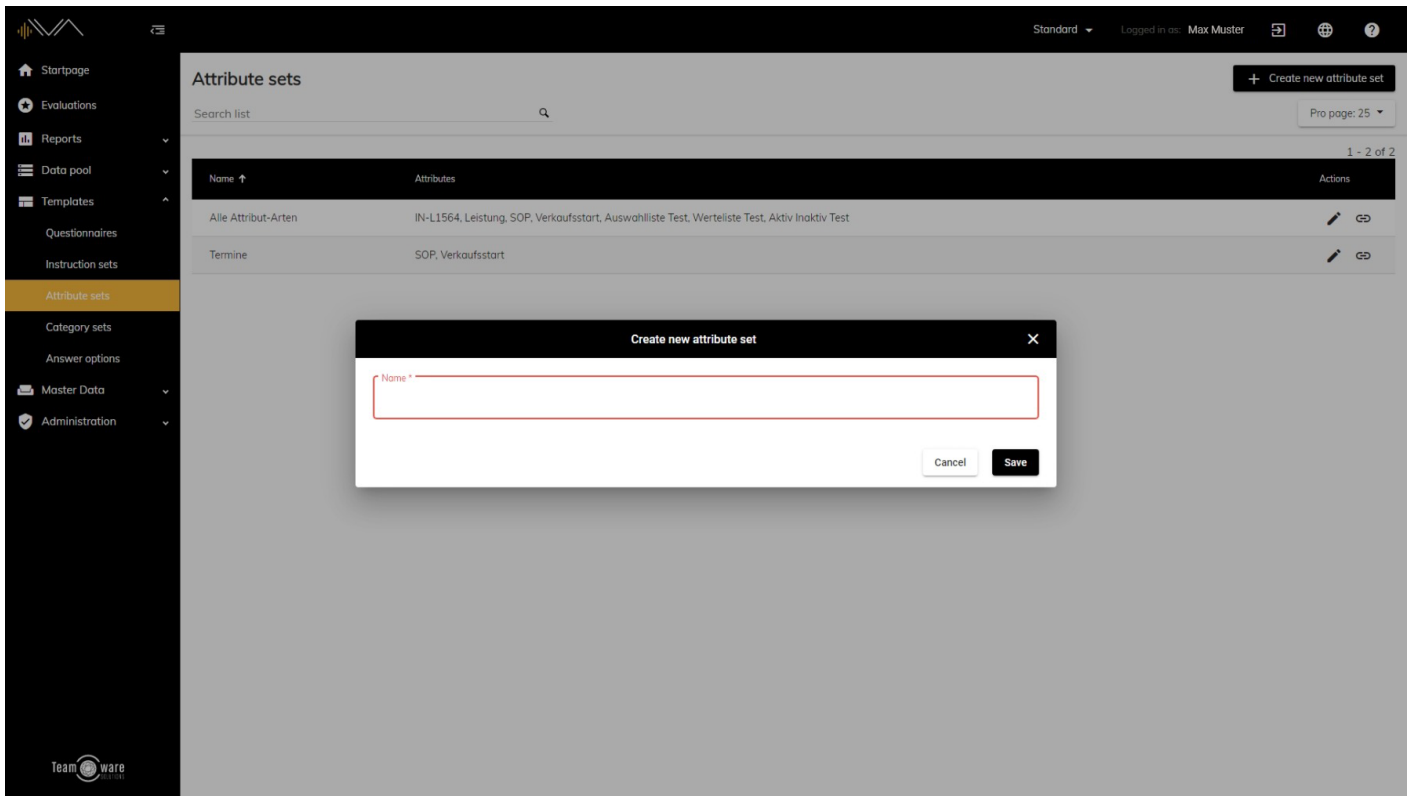 Standard Logged in as: Max Muster
Startpage
Evaluations
Reports
Data pool
Templates
Questionnaires
Instruction sets
Attribute sets
Category sets
Answer options
Master Data
Administration
Team ware
SOLUTIONS
Attribute sets
+ Create new attribute set
Search list
Pro page: 25
1 - 2 of 2
Name ↑ Attributes Actions
Alle Attribut-Arten IN-L1564, Leistung, SOP, Verkaufsstart, Auswahlliste Test, Werteliste Test, Aktiv Inaktiv Test
Termine SOP, Verkaufsstart
Create new attribute set
Name *
Cancel Save